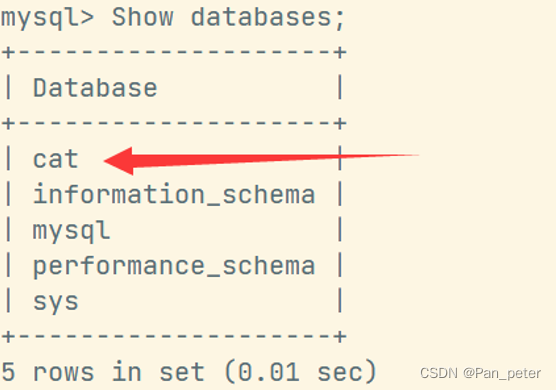 mysql> Show databases;
+--------------------+
| Database           |
+--------------------+
| cat                |
| information_schema |
| mysql              |
| performance_schema |
| sys                |
+--------------------+
5 rows in set (0.01 sec)
CSDN @Pan_peter